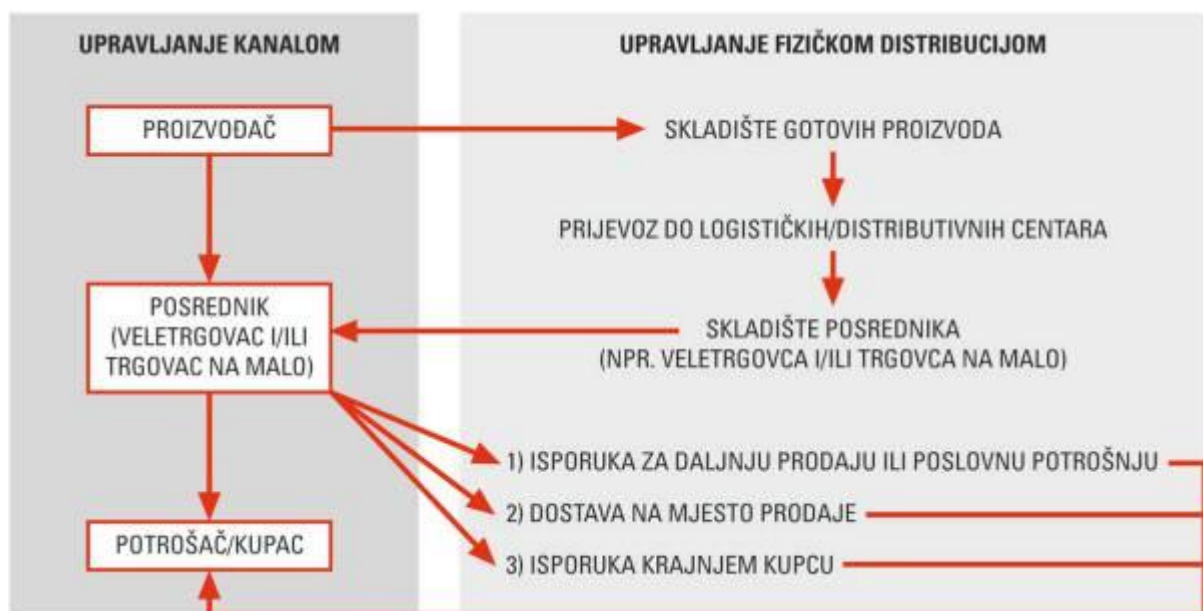 UPRAVLJANJE KANALOM
UPRAVLJANJE FIZIČKOM DISTRIBUCIJOM
PROIZVOĐAČ
SKLADIŠTE GOTOVIH PROIZVODA
PRIJEVOZ DO LOGISTIČKIH/DISTRIBUTIVNIH CENTARA
POSREDNIK
(VELETRGOVAC I/ILI
TRGOVAC NA MALO)
SKLADIŠTE POSREDNIKA
(NPR. VELETRGOVCA I/ILI TRGOVCA NA MALO)
1) ISPORUKA ZA DALJNJU PRODAJU ILI POSLOVNU POTROŠNJU
2) DOSTAVA NA MJESTO PRODAJE
3) ISPORUKA KRAJNJEM KUPCU
POTROŠAČ/KUPAC